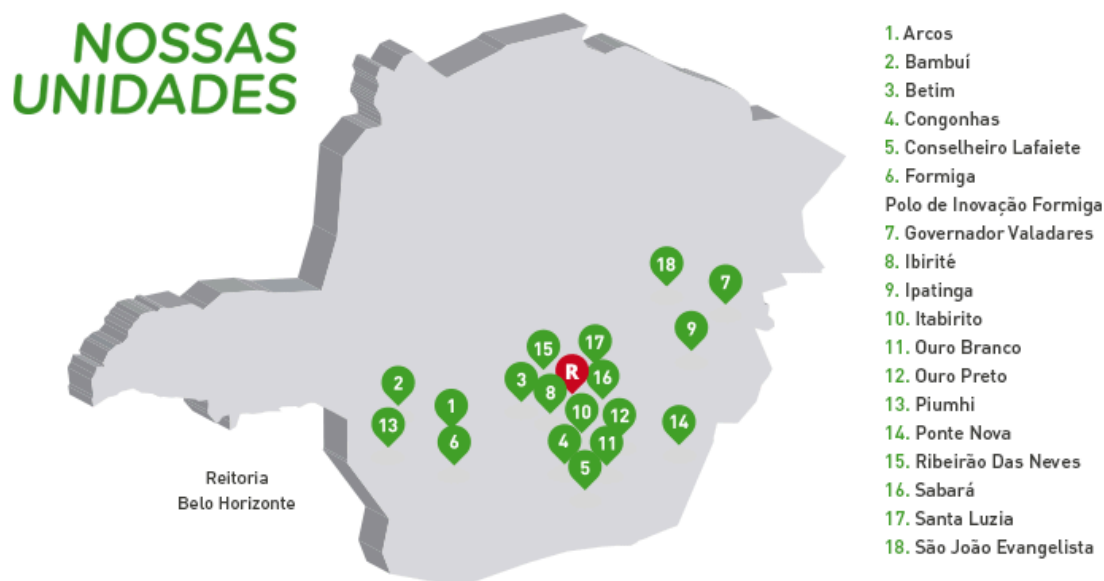 NOSSAS
UNIDADES
1. Arcos
2. Bambuí
3. Betim
4. Congonhas
5. Conselheiro Lafaiete
6. Formiga
Polo de Inovação Formiga
7. Governador Valadares
8. Ibirité
9. Ipatinga
10. Itabirito
11. Ouro Branco
12. Ouro Preto
13. Piumhi
14. Ponte Nova
15. Ribeirão Das Neves
16. Sabará
17. Santa Luzia
18. São João Evangelista
18
7
9
17
15
R
16
3
2
8
1
10
12
13
14
6
4
11
5
Reitoria
Belo Horizonte